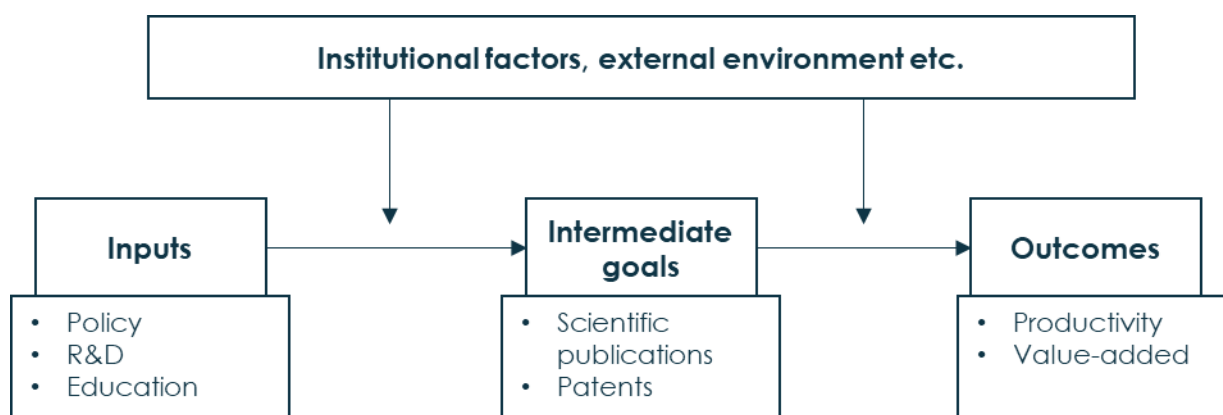 Institutional factors, external environment etc.
Inputs
• Policy
• R&D
• Education
Intermediate
goals
• Scientific
publications
• Patents
Outcomes
• Productivity
• Value-added